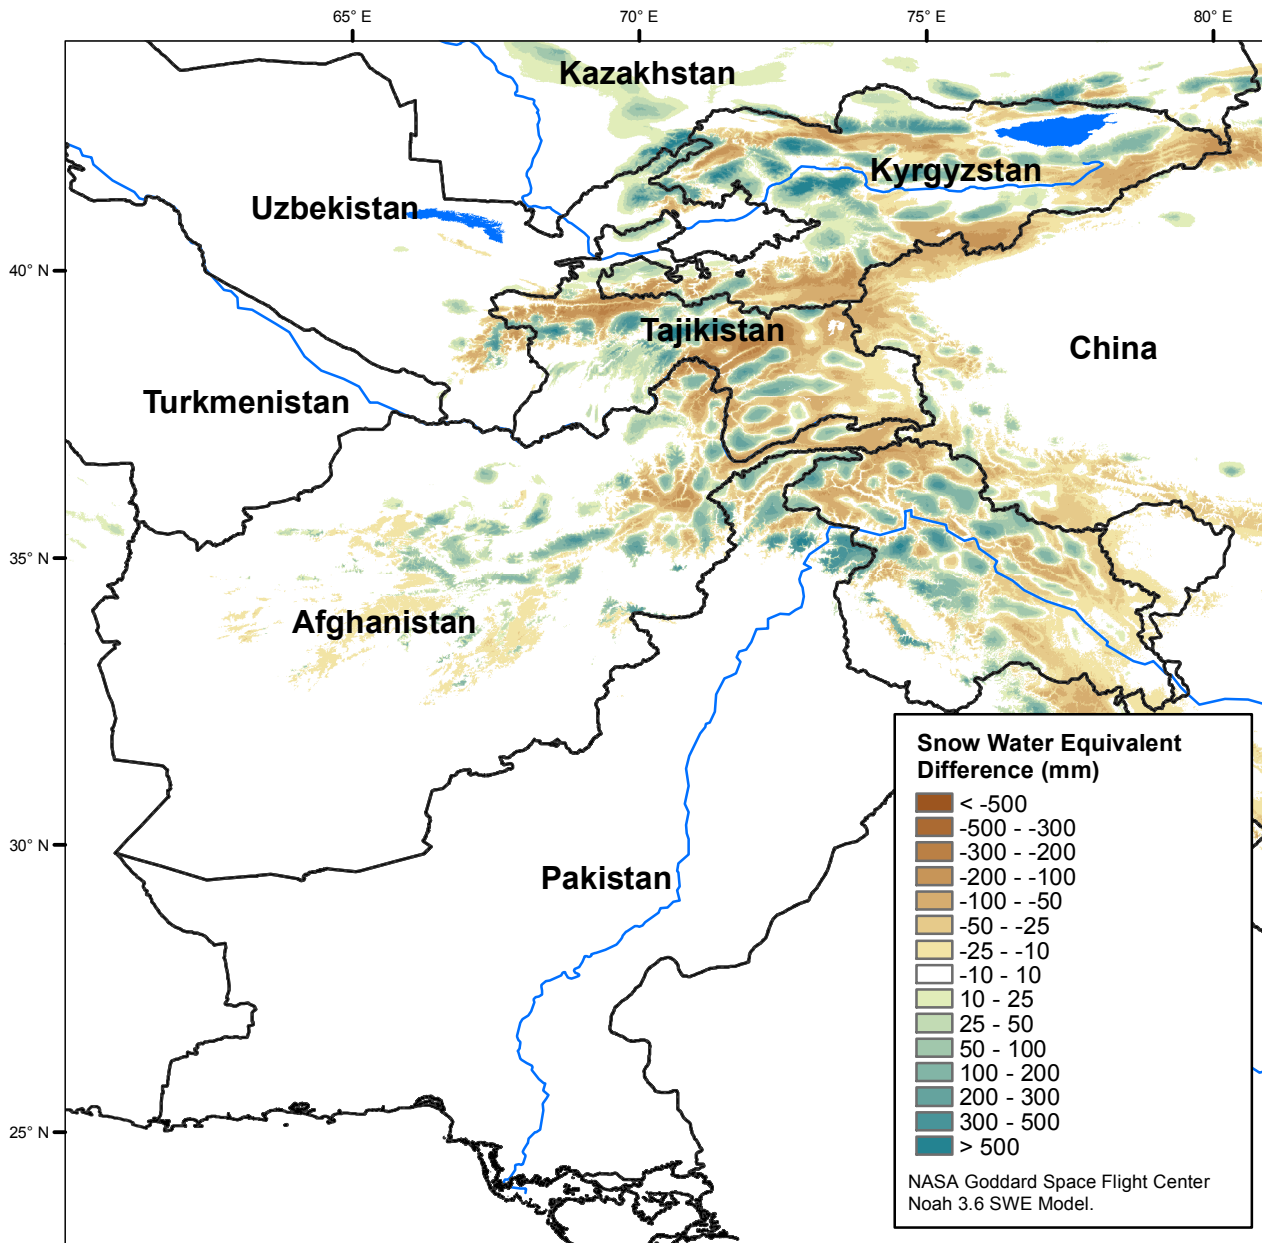 65° E
70° E
75° E
80° E
Kazakhstan
Kyrgyzstan
Uzbekistan
40° N
Tajikistan
China
Turkmenistan
35° N
Afghanistan
Snow Water Equivalent
Difference (mm)
< -500
-500 - -300
-300 - -200
-200 - -100
-100 - -50
-50 - -25
-25 - -10
-10 - 10
10 - 25
25 - 50
50 - 100
100 - 200
200 - 300
300 - 500
> 500
NASA Goddard Space Flight Center
Noah 3.6 SWE Model.
30° N
Pakistan
25° N